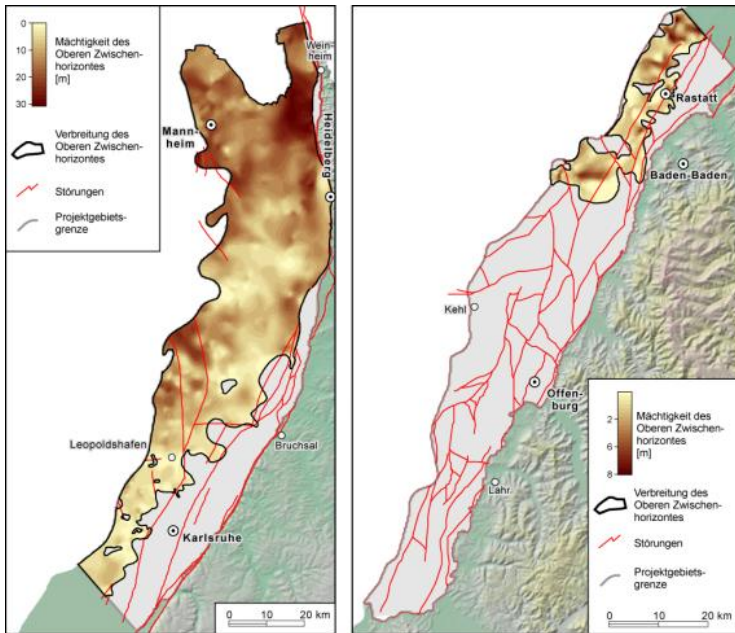 0
10
20
30
Mächtigkeit des
Oberen Zwischen-
horizontes
[m]
Verbreitung des
Oberen Zwischen-
horizontes
Störungen
Projektgebiets-
grenze
Wein-
heim
Mann-
heim
Heidelberg
Leopoldshafen
Bruchsal
Karlsruhe
0 10 20 km
Rastatt
Baden-Baden
Kehl
Offen-
burg
Lahr
2
4
6
8
Mächtigkeit des
Oberen Zwischen-
horizontes
[m]
Verbreitung des
Oberen Zwischen-
horizontes
Störungen
Projektgebiets-
grenze
0 10 20 km